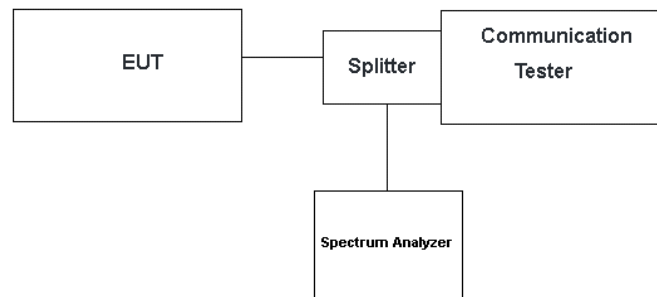 EUT
Splitter
Communication
Tester
Spectrum Analyzer